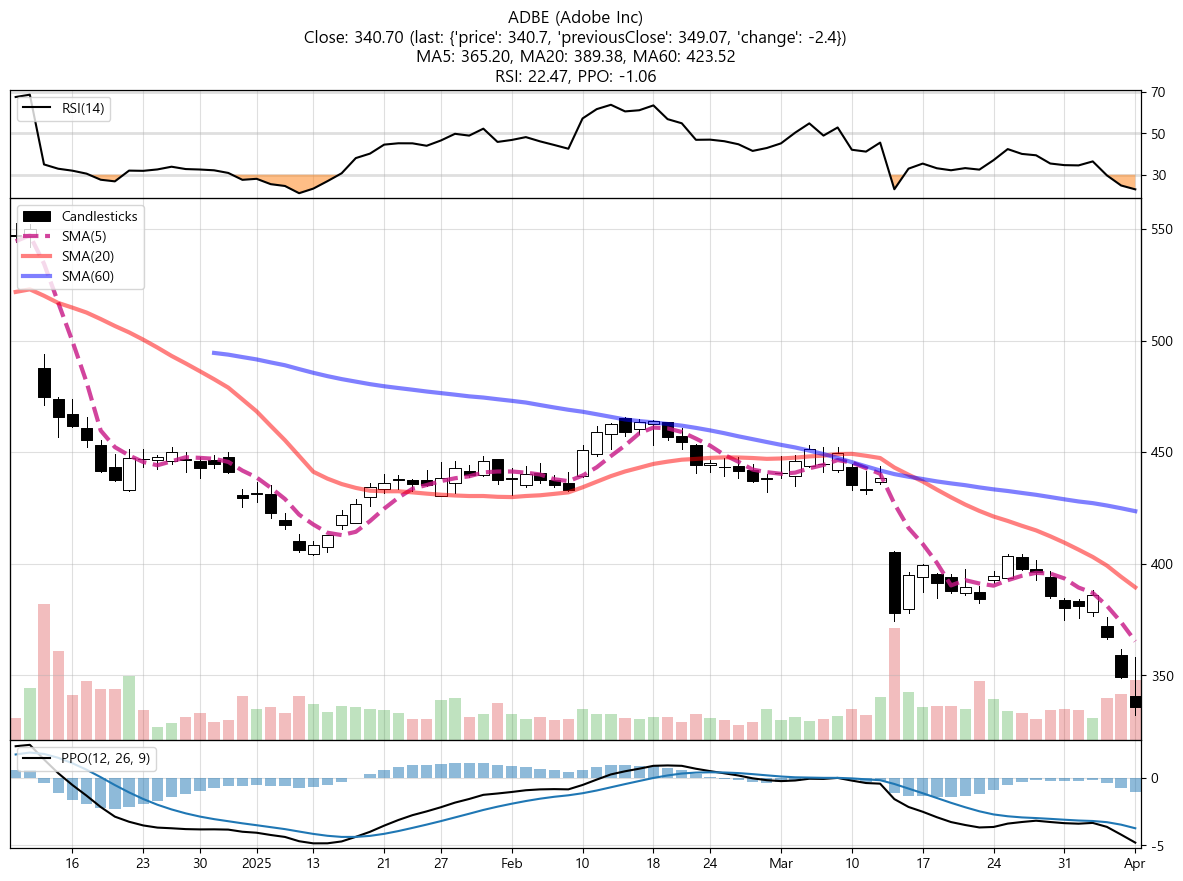 ADBE (Adobe Inc)
Close: 340.70 (last: {'price': 340.7, 'previousClose': 349.07, 'change': -2.4})
MA5: 365.20, MA20: 389.38, MA60: 423.52
RSI: 22.47, PPO: -1.06
RSI(14)
70
50
30
Candlesticks
SMA(5)
SMA(20)
SMA(60)
550
500
450
400
350
PPO(12, 26, 9)
0
-5
16 23 30 2025 13 21 27 Feb 10 18 24 Mar 10 17 24 31 Apr